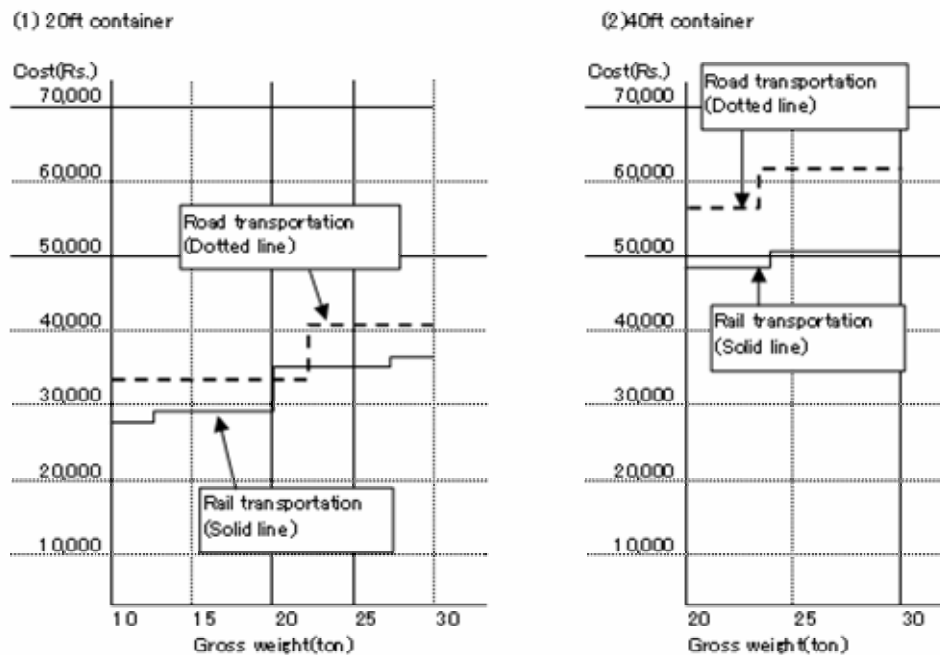 (1) 20ft container
Cost(Rs.)
70,000
60,000
50,000
40,000
30,000
20,000
10,000
Road transportation
(Dotted line)
Rail transportation
(Solid line)
10 15 20 25 30
Gross weight(ton)
(2)40ft container
Cost(Rs.)
70,000
60,000
50,000
40,000
30,000
20,000
10,000
Road transportation
(Dotted line)
Rail transportation
(Solid line)
20 25 30
Gross weight(ton)